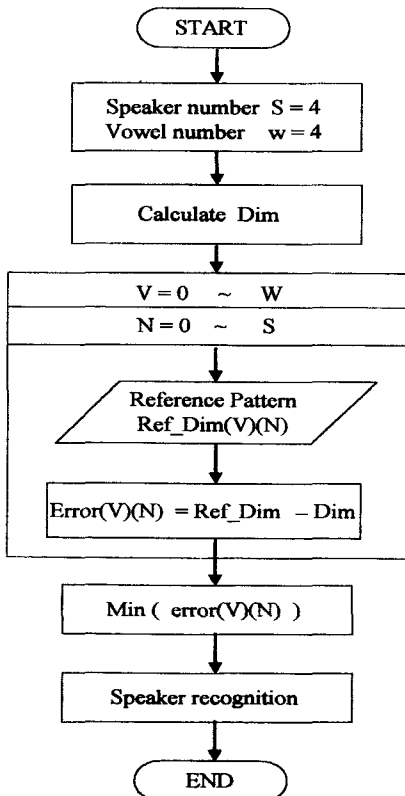 START
Speaker number S = 4
Vowel number w = 4
Calculate Dim
V = 0 ~ W
N = 0 ~ S
Reference Pattern
Ref_Dim(V)(N)
Error(V)(N) = Ref_Dim - Dim
Min ( error(V)(N) )
Speaker recognition
END